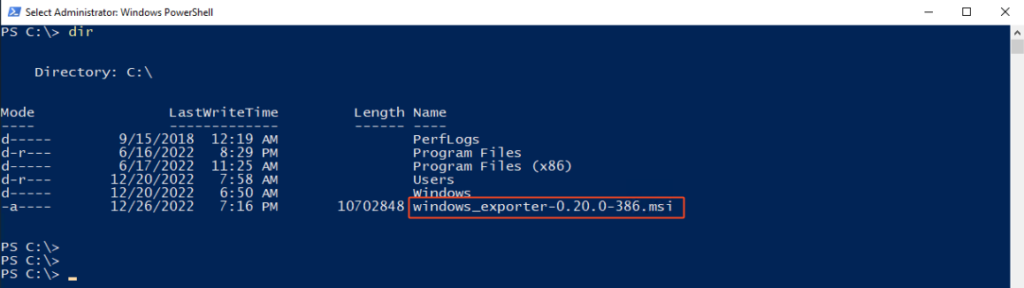 Select Administrator: Windows PowerShell
PS C:\> dir
Directory: C:\
Mode LastWriteTime Length Name
---- ------------- ------ ----
d----- 9/15/2018 12:19 AM PerfLogs
d-r--- 6/16/2022 8:29 PM Program Files
d----- 6/17/2022 11:25 AM Program Files (x86)
d-r--- 12/20/2022 7:58 AM Users
d----- 12/20/2022 6:50 AM Windows
-a---- 12/26/2022 7:16 PM 10702848 windows_exporter-0.20.0-386.msi
PS C:\>
PS C:\>
PS C:\>